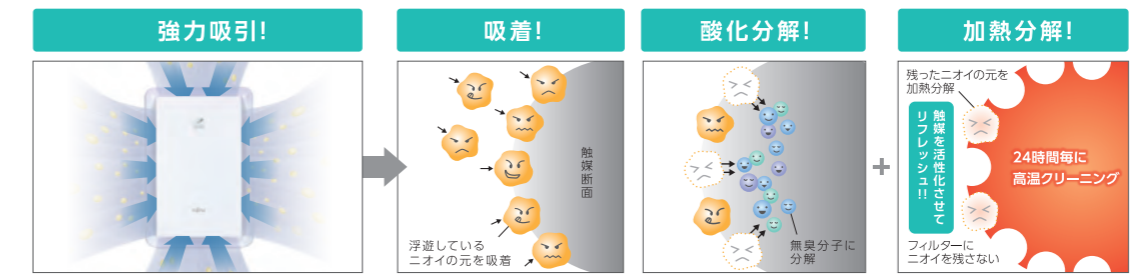 強力吸引!
吸着!
触媒断面
浮遊している
ニオイの元を吸着
酸化分解!
無臭分子に
分解
+
加熱分解!
残ったニオイの元を
加熱分解
触媒を活性化させて
リフレッシュ!!
24時間毎に
高温クリーニング
フィルターに
ニオイを残さない